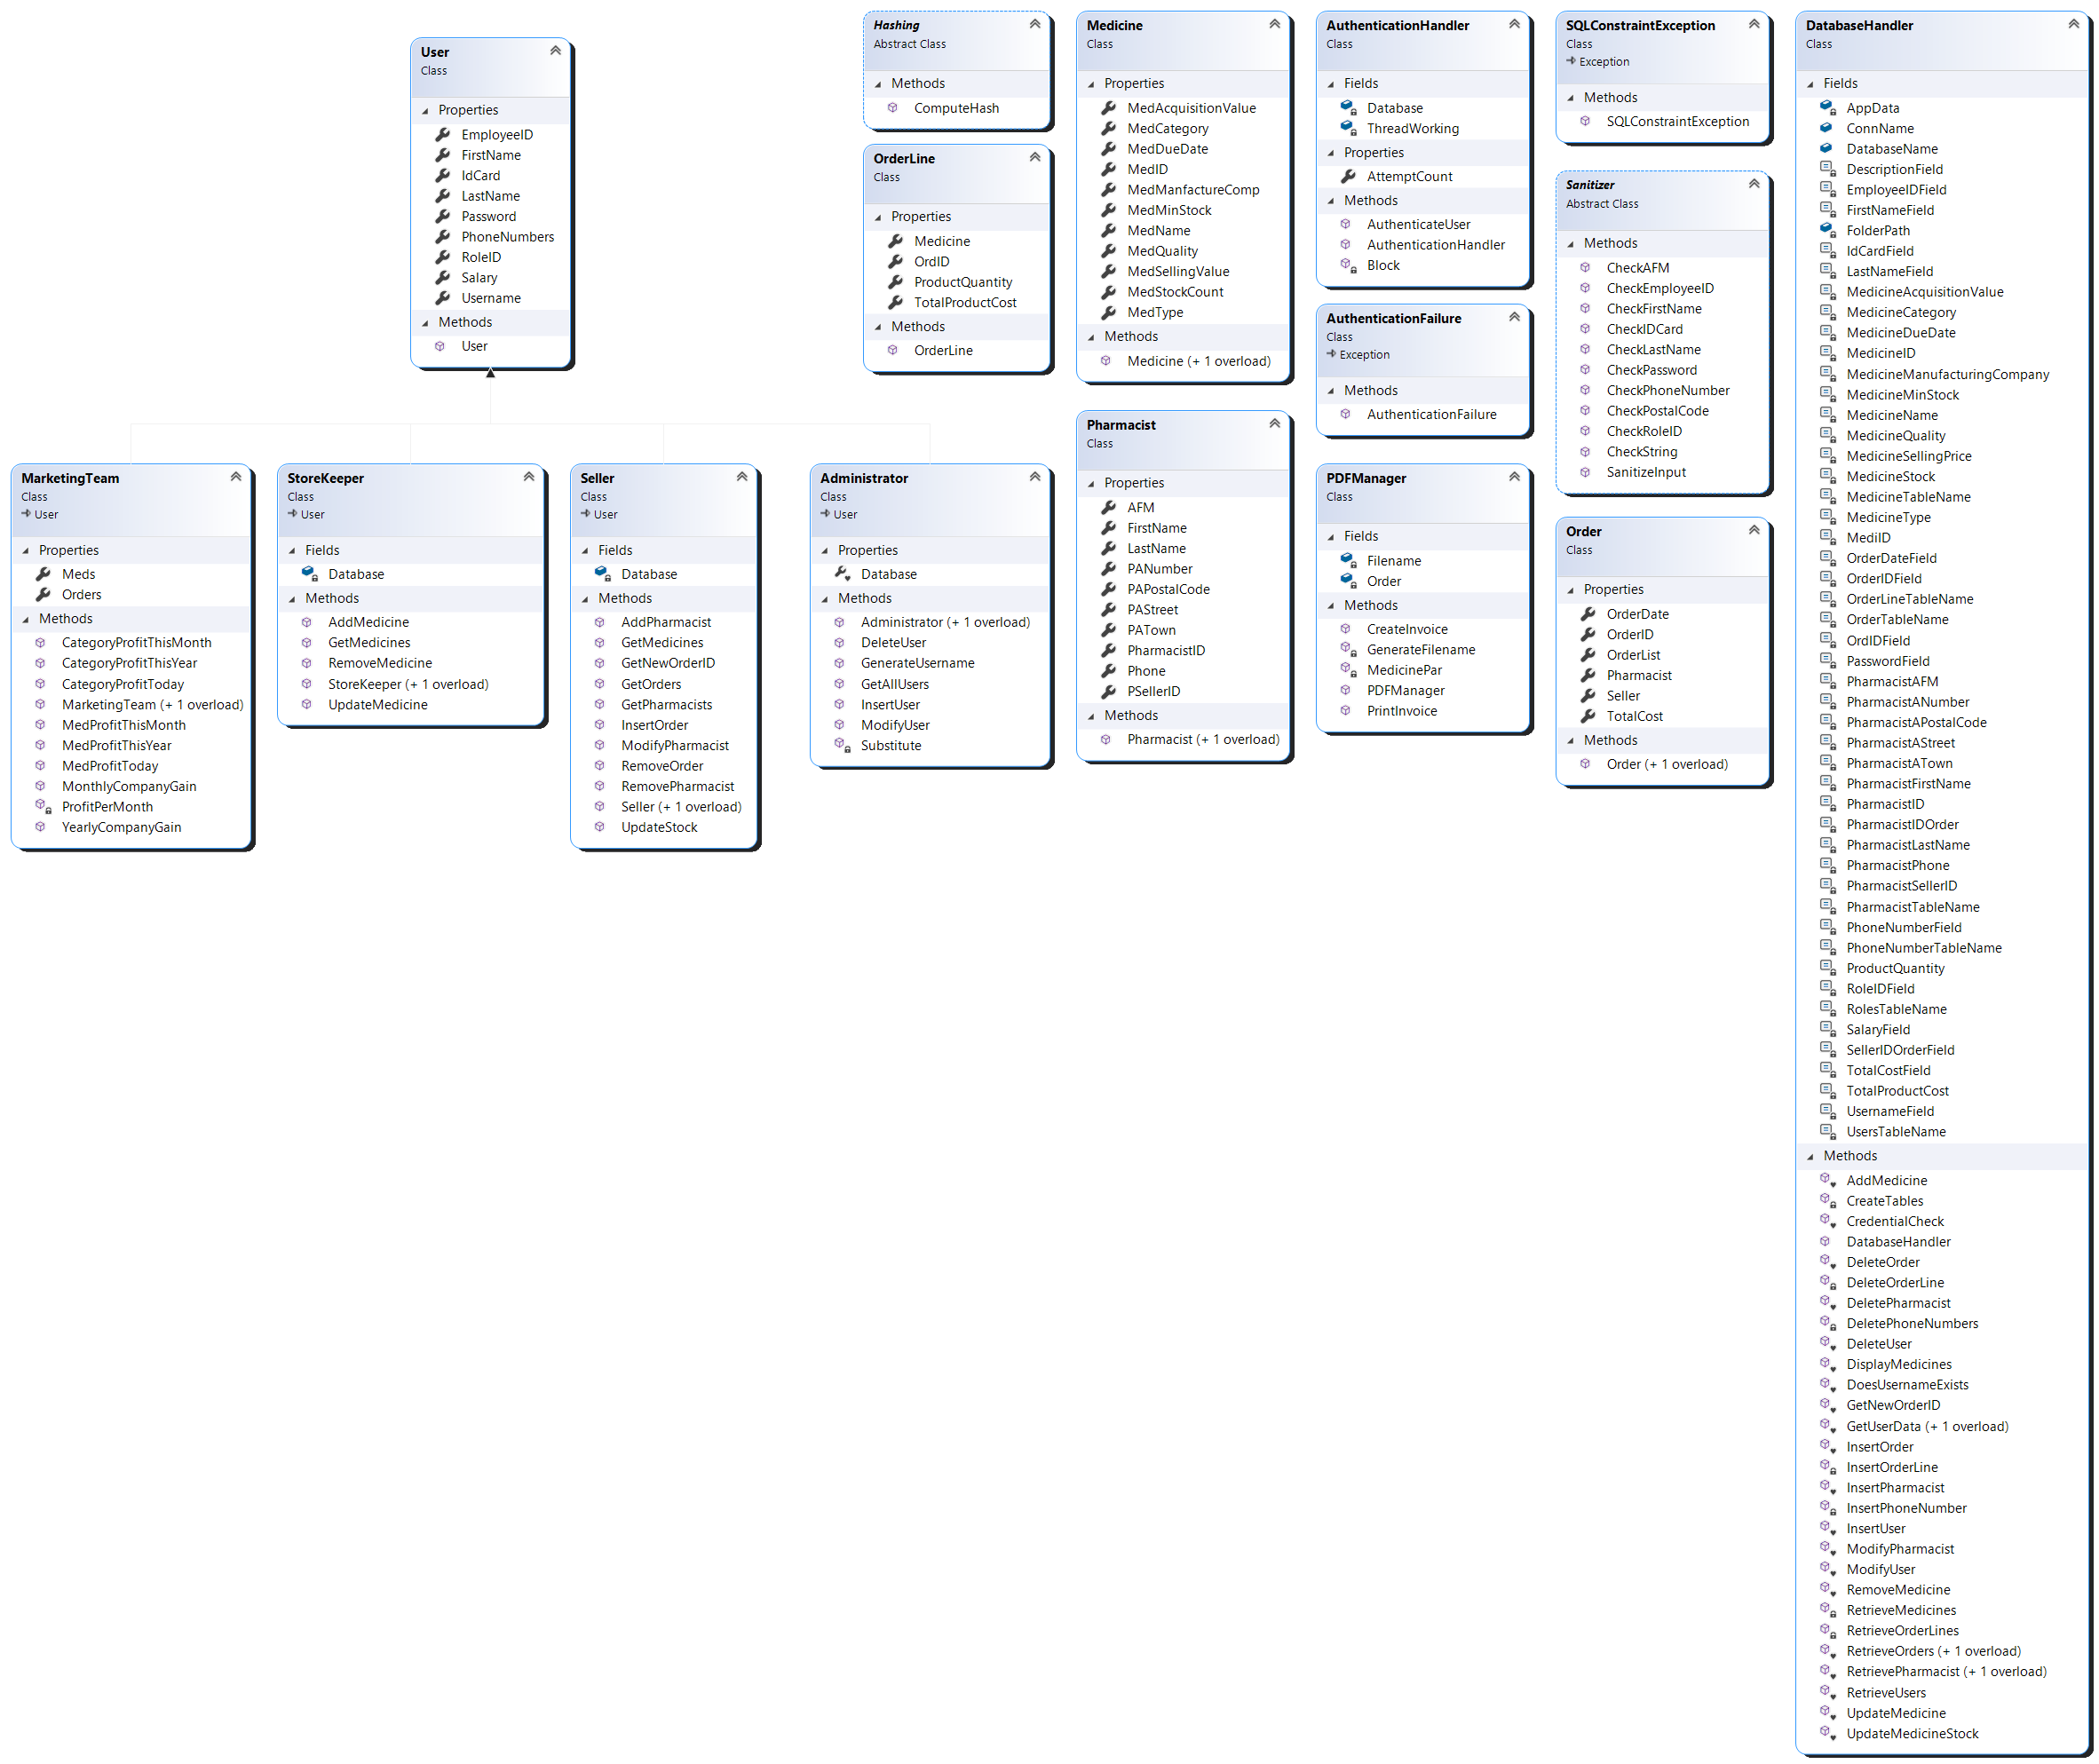 User
Class
Properties
EmployeeID
FirstName
IdCard
LastName
Password
PhoneNumbers
RoleID
Salary
Username
Methods
User
MarketingTeam
Class
User
Properties
Meds
Orders
Methods
CategoryProfitThisMonth
CategoryProfitThisYear
CategoryProfitToday
MarketingTeam (+ 1 overload)
MedProfitThisMonth
MedProfitThisYear
MedProfitToday
MonthlyCompanyGain
ProfitPerMonth
YearlyCompanyGain
StoreKeeper
Class
User
Fields
Database
Methods
AddMedicine
GetMedicines
RemoveMedicine
StoreKeeper (+ 1 overload)
UpdateMedicine
Seller
Class
User
Fields
Database
Methods
AddPharmacist
GetMedicines
GetNewOrderID
GetOrders
GetPharmacists
InsertOrder
ModifyPharmacist
RemoveOrder
RemovePharmacist
Seller (+ 1 overload)
UpdateStock
Administrator
Class
User
Properties
Database
Methods
Administrator (+ 1 overload)
DeleteUser
GenerateUsername
GetAllUsers
InsertUser
ModifyUser
Substitute
Hashing
Abstract Class
Methods
ComputeHash
OrderLine
Class
Properties
Medicine
OrdID
ProductQuantity
TotalProductCost
Methods
OrderLine
Medicine
Class
Properties
MedAcquisitionValue
MedCategory
MedDueDate
MedID
MedManfactureComp
MedMinStock
MedName
MedQuality
MedSellingValue
MedStockCount
MedType
Methods
Medicine (+ 1 overload)
Pharmacist
Class
Properties
AFM
FirstName
LastName
PANumber
PAPostalCode
PAStreet
PATown
PharmacistID
Phone
PSellerID
Methods
Pharmacist (+ 1 overload)
AuthenticationHandler
Class
Fields
Database
ThreadWorking
Properties
AttemptCount
Methods
AuthenticateUser
AuthenticationHandler
Block
AuthenticationFailure
Class
Exception
Methods
AuthenticationFailure
PDFManager
Class
Fields
Filename
Order
Methods
CreateInvoice
GenerateFilename
MedicinePar
PDFManager
PrintInvoice
SQLConstraintException
Class
Exception
Methods
SQLConstraintException
Sanitizer
Abstract Class
Methods
CheckAFM
CheckEmployeeID
CheckFirstName
CheckIDCard
CheckLastName
CheckPassword
CheckPhoneNumber
CheckPostalCode
CheckRoleID
CheckString
SanitizeInput
Order
Class
Properties
OrderDate
OrderID
OrderList
Pharmacist
Seller
TotalCost
Methods
Order (+ 1 overload)
DatabaseHandler
Class
Fields
AppData
ConnName
DatabaseName
DescriptionField
EmployeeIDField
FirstNameField
FolderPath
IdCardField
LastNameField
MedicineAcquisitionValue
MedicineCategory
MedicineDueDate
MedicineID
MedicineManufacturingCompany
MedicineMinStock
MedicineName
MedicineQuality
MedicineSellingPrice
MedicineStock
MedicineTableName
MedicineType
MediID
OrderDateField
OrderIDField
OrderLineTableName
OrderTableName
OrdIDField
PasswordField
PharmacistAFM
PharmacistANumber
PharmacistAPostalCode
PharmacistAStreet
PharmacistATown
PharmacistFirstName
PharmacistID
PharmacistIDOrder
PharmacistLastName
PharmacistPhone
PharmacistSellerID
PharmacistTableName
PhoneNumberField
PhoneNumberTableName
ProductQuantity
RoleIDField
RolesTableName
SalaryField
SellerIDOrderField
TotalCostField
TotalProductCost
UsernameField
UsersTableName
Methods
AddMedicine
CreateTables
CredentialCheck
DatabaseHandler
DeleteOrder
DeleteOrderLine
DeletePharmacist
DeletePhoneNumbers
DeleteUser
DisplayMedicines
DoesUsernameExists
GetNewOrderID
GetUserData (+ 1 overload)
InsertOrder
InsertOrderLine
InsertPharmacist
InsertPhoneNumber
InsertUser
ModifyPharmacist
ModifyUser
RemoveMedicine
RetrieveMedicines
RetrieveOrderLines
RetrieveOrders (+ 1 overload)
RetrievePharmacist (+ 1 overload)
RetrieveUsers
UpdateMedicine
UpdateMedicineStock